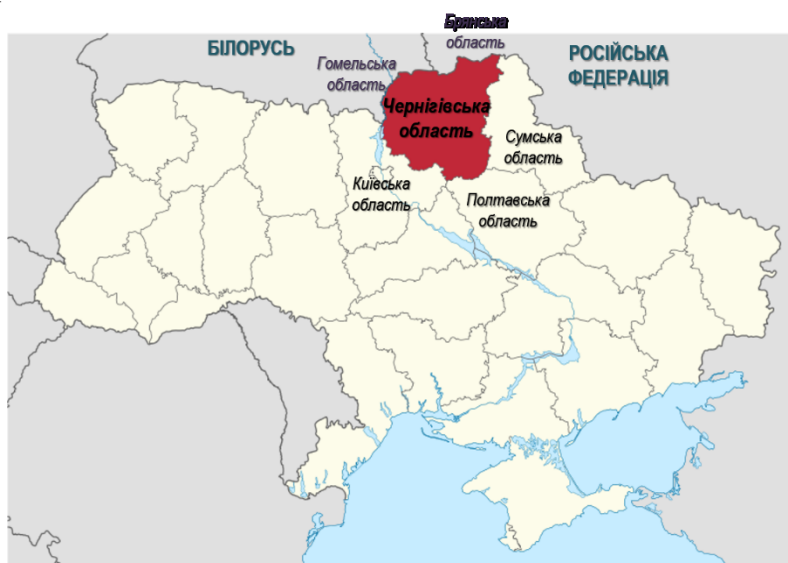 Брянська
область
БІЛОРУСЬ
РОСІЙСЬКА
ФЕДЕРАЦІЯ
Гомельська
область
Чернігівська
область
Сумська
область
Київська
область
Полтавська
область